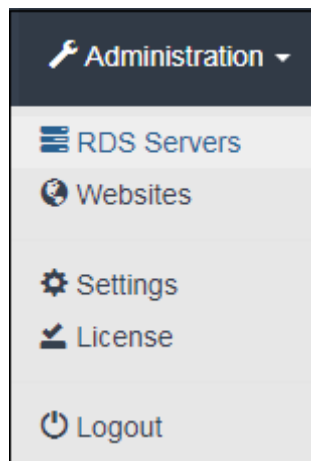 Administration
RDS Servers
Websites
Settings
License
Logout